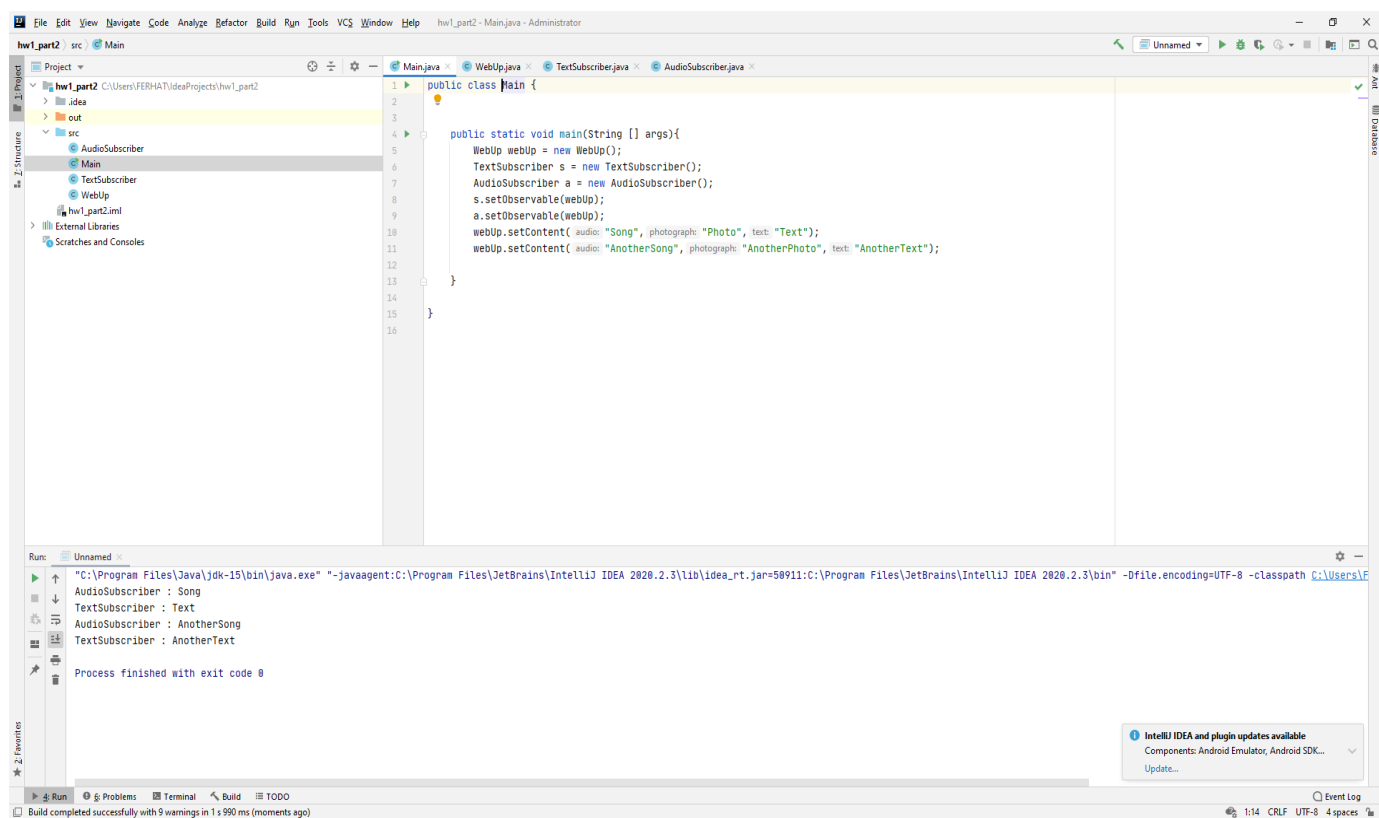 File Edit View Navigate Code Analyze Refactor Build Run Tools VCS Window Help hw1_part2 - Main.java - Administrator
hw1_part2 src Main
Unnamed
Project
Main.java WebUp.java TextSubscriber.java AudioSubscriber.java
1: Project
hw1_part2 C:\Users\FERHAT\IdeaProjects\hw1_part2
.idea
out
src
AudioSubscriber
Main
TextSubscriber
WebUp
hw1_part2.iml
External Libraries
Scratches and Consoles
Z: Structure
1 public class Main {
2
3
4 public static void main(String [] args){
5 WebUp webUp = new WebUp();
6 TextSubscriber s = new TextSubscriber();
7 AudioSubscriber a = new AudioSubscriber();
8 s.setObservable(webUp);
9 a.setObservable(webUp);
10 webUp.setContent( audio: "Song", photograph: "Photo", text: "Text");
11 webUp.setContent( audio: "AnotherSong", photograph: "AnotherPhoto", text: "AnotherText");
12
13 }
14
15 }
16
Ant
Database
Run: Unnamed
"C:\Program Files\Java\jdk-15\bin\java.exe" "-javaagent:C:\Program Files\JetBrains\IntelliJ IDEA 2020.2.3\lib\idea_rt.jar=50911:C:\Program Files\JetBrains\IntelliJ IDEA 2020.2.3\bin" -Dfile.encoding=UTF-8 -classpath C:\Users\F
AudioSubscriber : Song
TextSubscriber : Text
AudioSubscriber : AnotherSong
TextSubscriber : AnotherText
Process finished with exit code 0
2: Favorites
IntelliJ IDEA and plugin updates available
Components: Android Emulator, Android SDK...
Update...
4: Run 6: Problems Terminal Build TODO
Event Log
Build completed successfully with 9 warnings in 1 s 990 ms (moments ago)
1:14 CRLF UTF-8 4 spaces